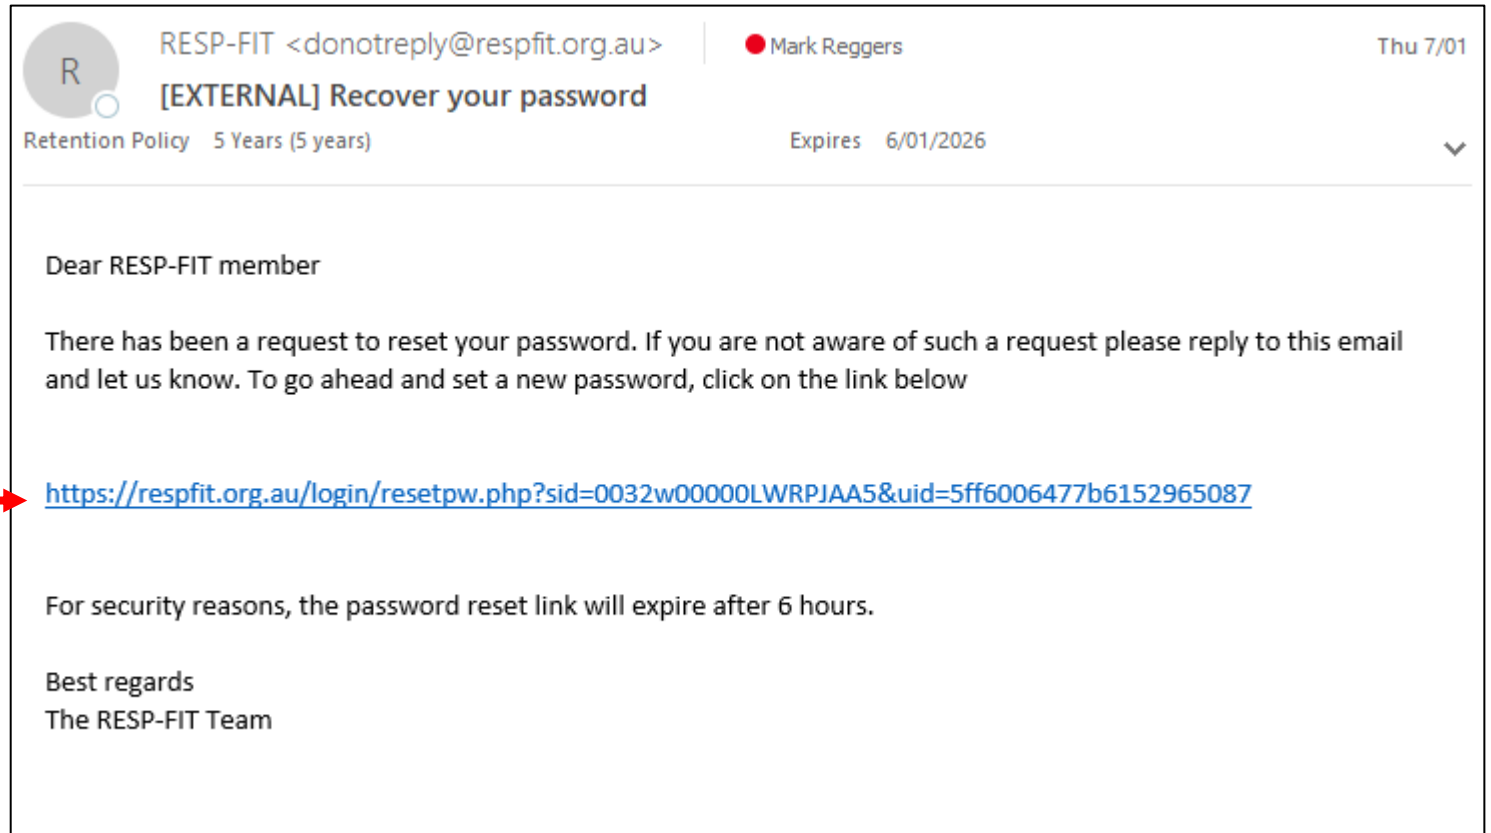 R
RESP-FIT <donotreply@respfit.org.au> Mark Reggers Thu 7/01
[EXTERNAL] Recover your password
Retention Policy 5 Years (5 years) Expires 6/01/2026
Dear RESP-FIT member
There has been a request to reset your password. If you are not aware of such a request please reply to this email
and let us know. To go ahead and set a new password, click on the link below
https://respfit.org.au/login/resetpw.php?sid=0032w00000LWRPJAA5&uid=5ff6006477b6152965087
For security reasons, the password reset link will expire after 6 hours.
Best regards
The RESP-FIT Team